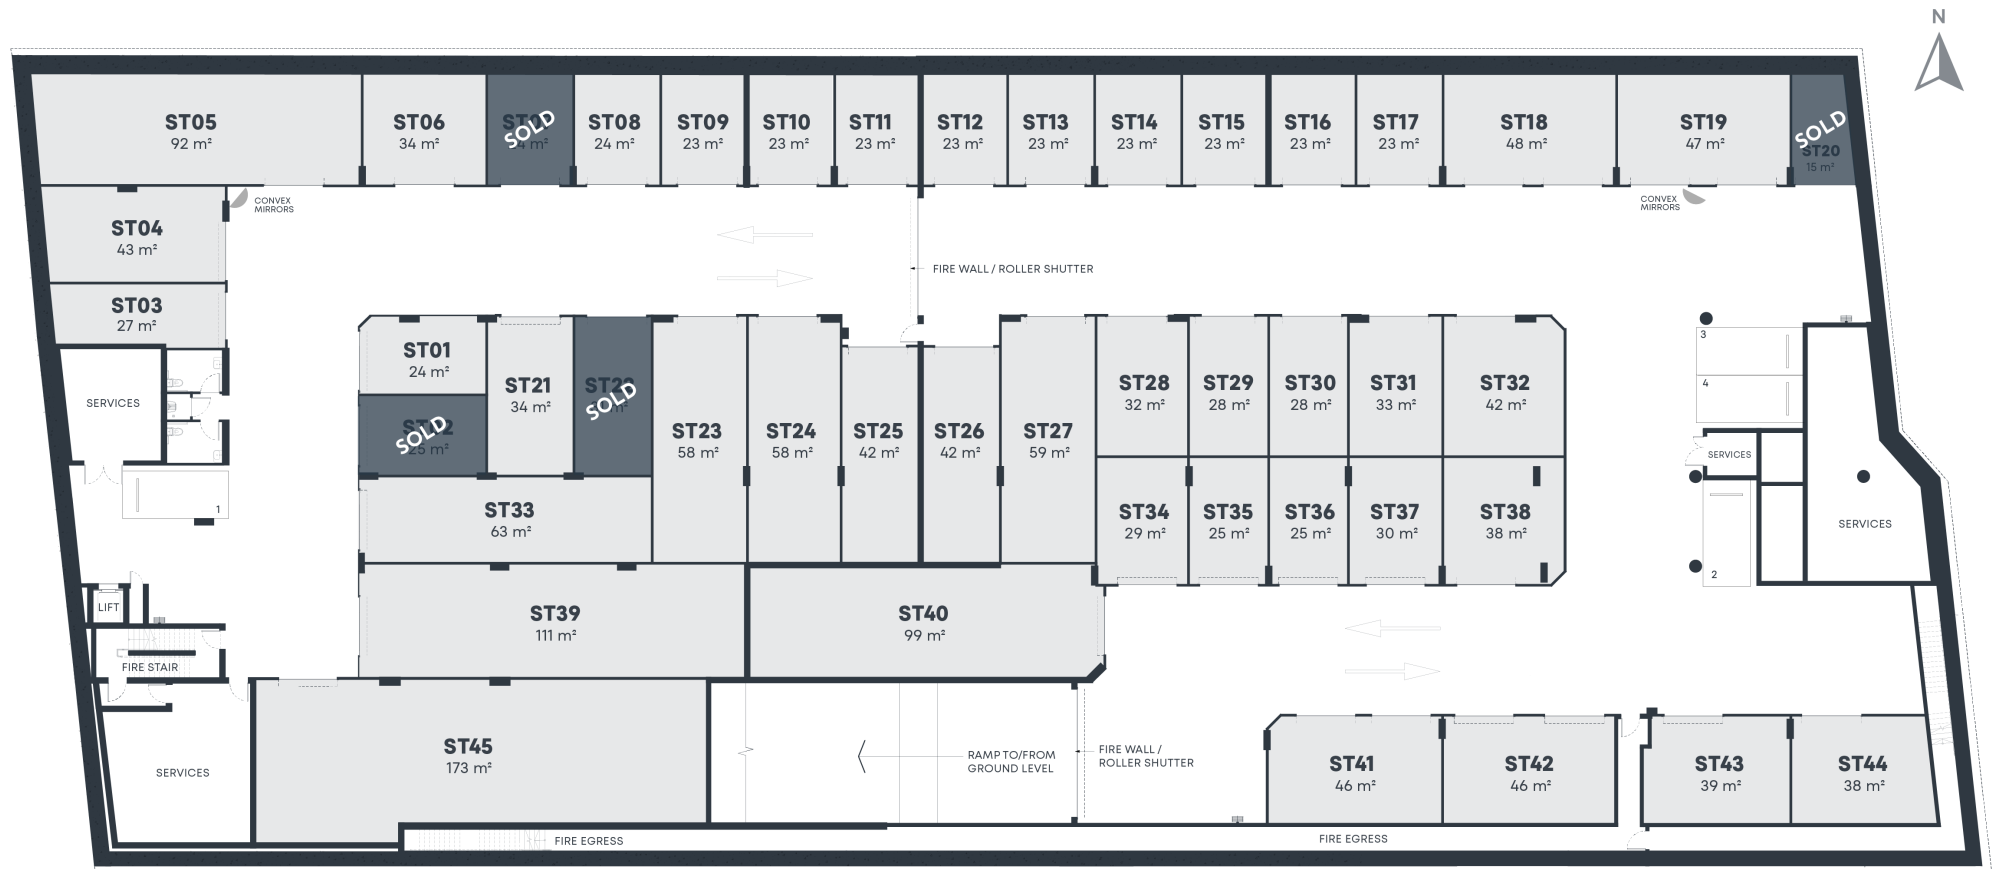 N
ST05
92 m²
ST06
34 m²
SOLD
ST08
24 m²
ST09
23 m²
ST10
23 m²
ST11
23 m²
ST12
23 m²
ST13
23 m²
ST14
23 m²
ST15
23 m²
ST16
23 m²
ST17
23 m²
ST18
48 m²
ST19
47 m²
SOLD
ST20
15 m²
ST04
43 m²
CONVEX
MIRRORS
CONVEX
MIRRORS
FIRE WALL / ROLLER SHUTTER
ST03
27 m²
ST01
24 m²
ST21
34 m²
SOLD
SOLD
25 m²
ST23
58 m²
ST24
58 m²
ST25
42 m²
ST26
42 m²
ST27
59 m²
ST28
32 m²
ST29
28 m²
ST30
28 m²
ST31
33 m²
ST32
42 m²
3
4
SERVICES
SERVICES
SERVICES
1
2
ST33
63 m²
ST34
29 m²
ST35
25 m²
ST36
25 m²
ST37
30 m²
ST38
38 m²
LIFT
FIRE STAIR
ST39
111 m²
ST40
99 m²
SERVICES
ST45
173 m²
RAMP TO/FROM
GROUND LEVEL
FIRE WALL /
ROLLER SHUTTER
ST41
46 m²
ST42
46 m²
ST43
39 m²
ST44
38 m²
FIRE EGRESS
FIRE EGRESS